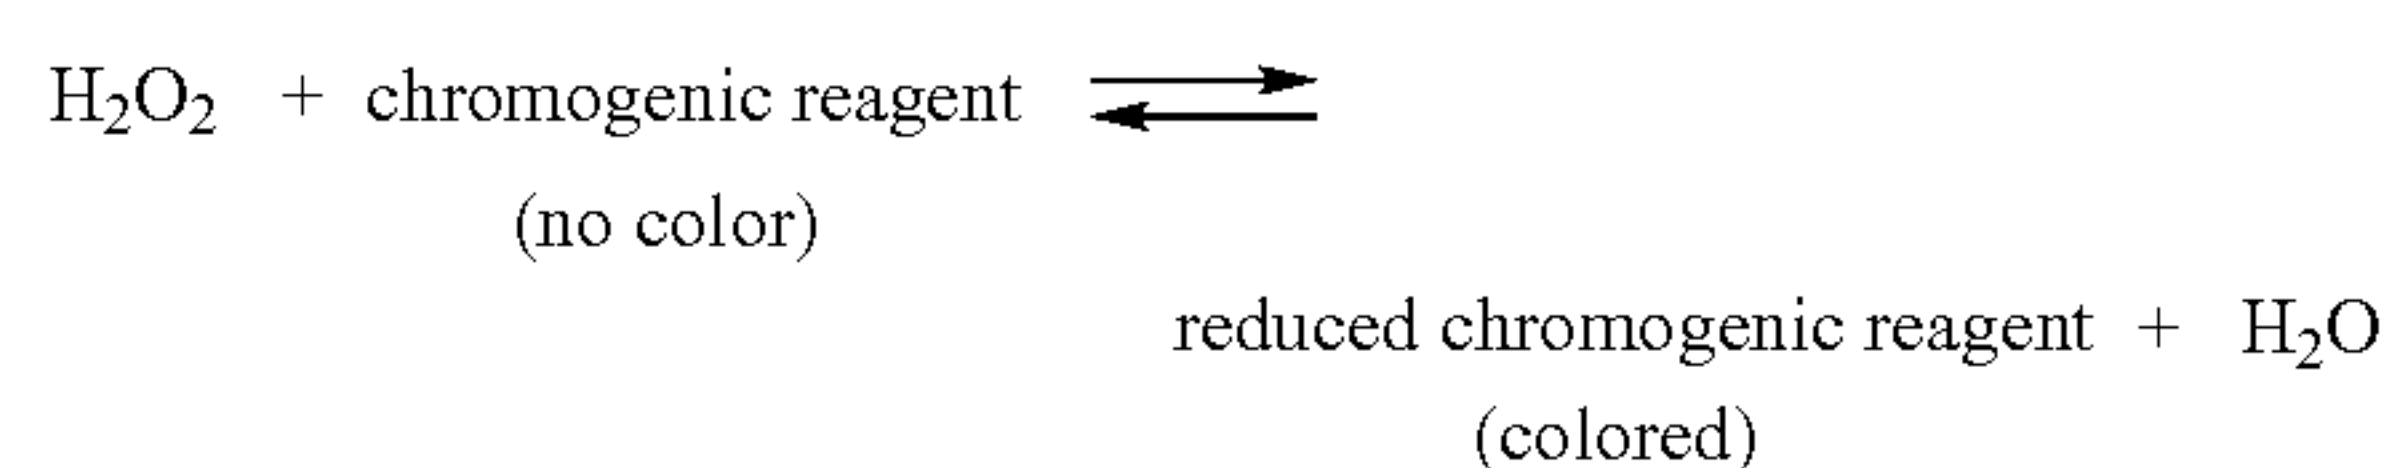 H₂O₂ + chromogenic reagent ⇌
(no color)
reduced chromogenic reagent + H₂O
(colored)